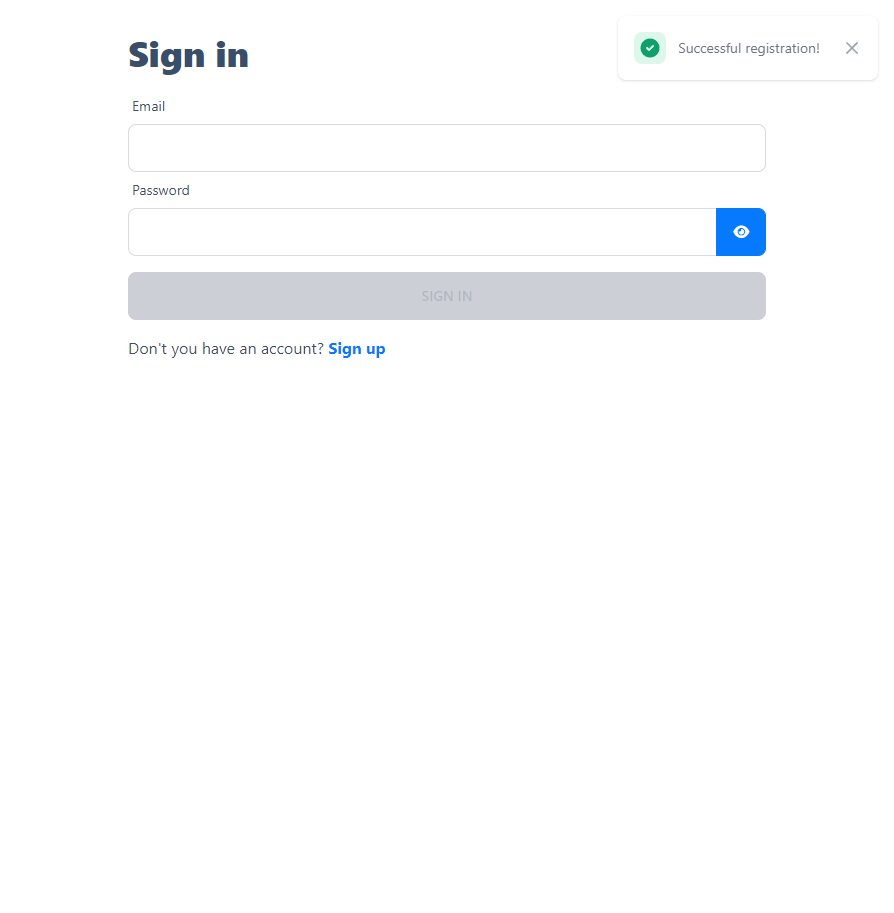 Sign in
Successful registration!
Email
Password
SIGN IN
Don't you have an account? Sign up